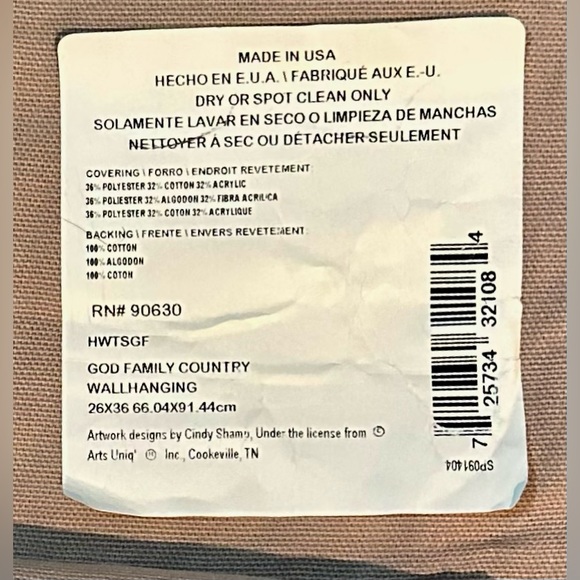 MADE IN USA
HECHO EN E.U.A. \ FABRIQUÉ AUX E.-U.
DRY OR SPOT CLEAN ONLY
SOLAMENTE LAVAR EN SECO O LIMPIEZA DE MANCHAS
NETTOYER À SEC OU DÉTACHER SEULEMENT
COVERING \ FORRO \ ENDROIT REVETEMENT:
36% POLYESTER 32% COTTON 32% ACRYLIC
36% POLIESTER 32% ALGODON 32% FIBRA ACRILICA
36% POLYESTER 32% COTON 32% ACRYLIQUE
BACKING \ FRENTE \ ENVERS REVETEMENT:
100% COTTON
100% ALGODON
100% COTON
RN# 90630
HWTSGF
GOD FAMILY COUNTRY
WALLHANGING
26X36 66.04X91.44cm
Artwork designs by Cindy Shamp, Under the license from ©
Arts Uniq' ® Inc., Cookeville, TN
7 25734 32108 4
SP091404